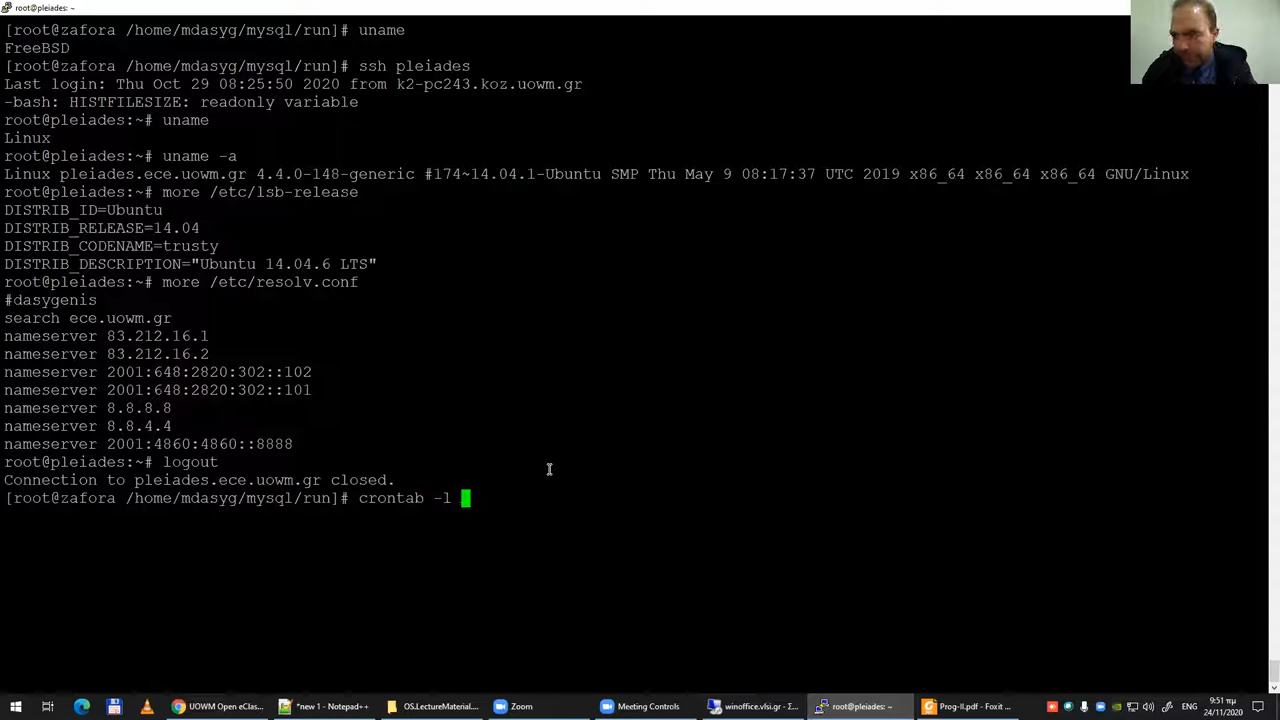 root@pleiades: ~
[root@zafora /home/mdasyg/mysql/run]# uname
FreeBSD
[root@zafora /home/mdasyg/mysql/run]# ssh pleiades
Last login: Thu Oct 29 08:25:50 2020 from k2-pc243.koz.uowm.gr
-bash: HISTFILESIZE: readonly variable
root@pleiades:~# uname
Linux
root@pleiades:~# uname -a
Linux pleiades.ece.uowm.gr 4.4.0-148-generic #174~14.04.1-Ubuntu SMP Thu May 9 08:17:37 UTC 2019 x86_64 x86_64 x86_64 GNU/Linux
root@pleiades:~# more /etc/lsb-release
DISTRIB_ID=Ubuntu
DISTRIB_RELEASE=14.04
DISTRIB_CODENAME=trusty
DISTRIB_DESCRIPTION="Ubuntu 14.04.6 LTS"
root@pleiades:~# more /etc/resolv.conf
#dasygenis
search ece.uowm.gr
nameserver 83.212.16.1
nameserver 83.212.16.2
nameserver 2001:648:2820:302::102
nameserver 2001:648:2820:302::101
nameserver 8.8.8.8
nameserver 8.8.4.4
nameserver 2001:4860:4860::8888
root@pleiades:~# logout
Connection to pleiades.ece.uowm.gr closed.
[root@zafora /home/mdasyg/mysql/run]# crontab -l
UOWM Open eClas...
*new 1 - Notepad++
OS.LectureMaterial...
Zoom
Meeting Controls
winoffice.vlsi.gr - Σ...
root@pleiades: ~
Prog-II.pdf - Foxit ...
9:51 πμ
24/11/2020